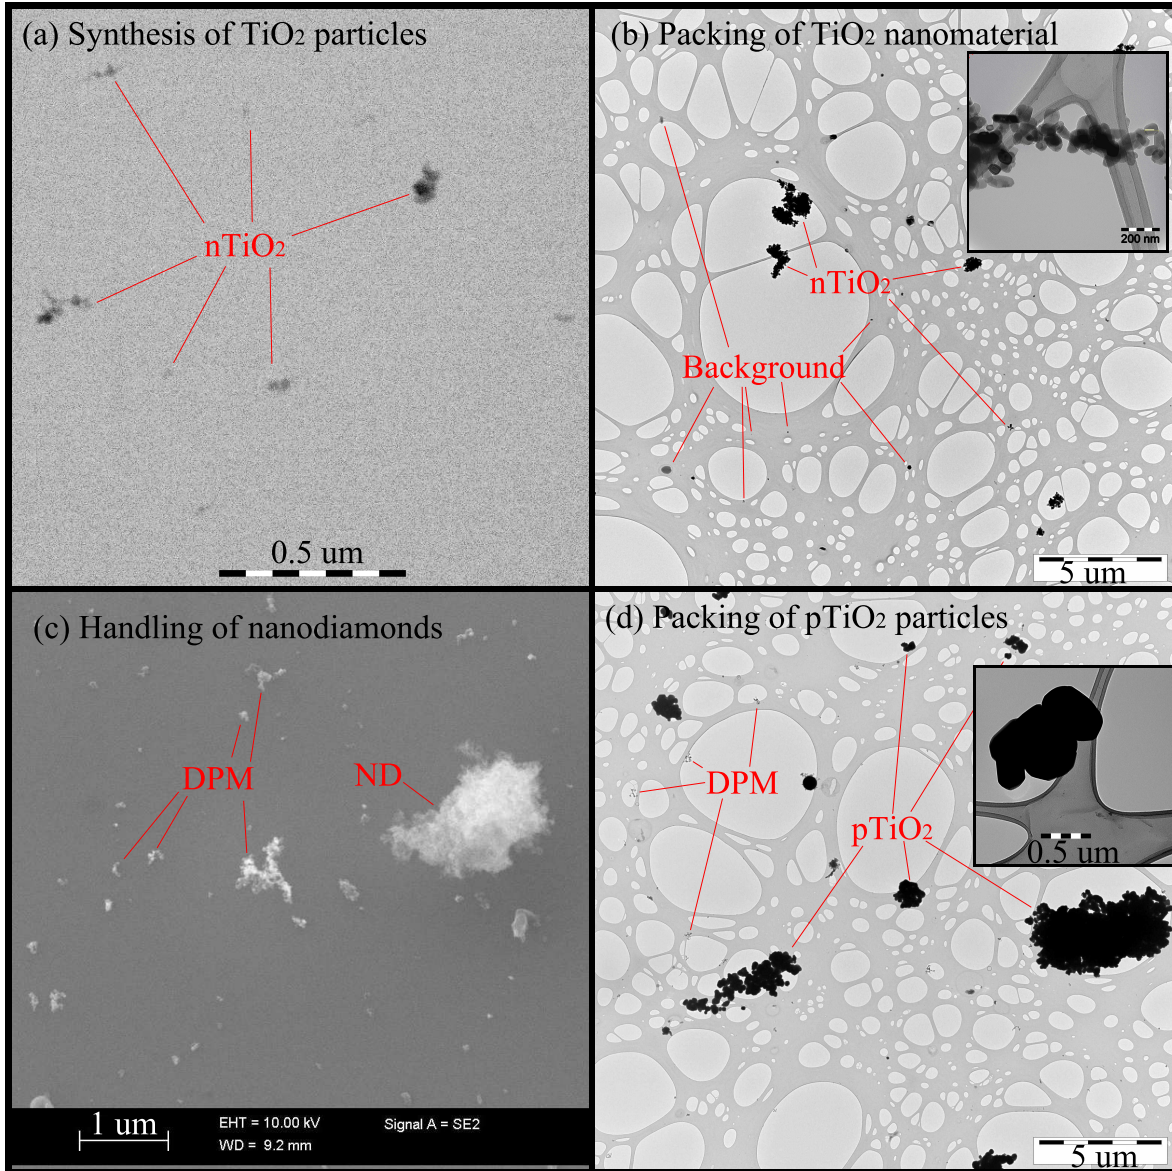 (a) Synthesis of TiO2 particles
nTiO2
0.5 um
(b) Packing of TiO2 nanomaterial
200 nm
nTiO2
Background
5 um
(c) Handling of nanodiamonds
DPM
ND
1 um
EHT = 10.00 kV
Signal A = SE2
WD = 9.2 mm
(d) Packing of pTiO2 particles
DPM
pTiO2
0.5 um
5 um